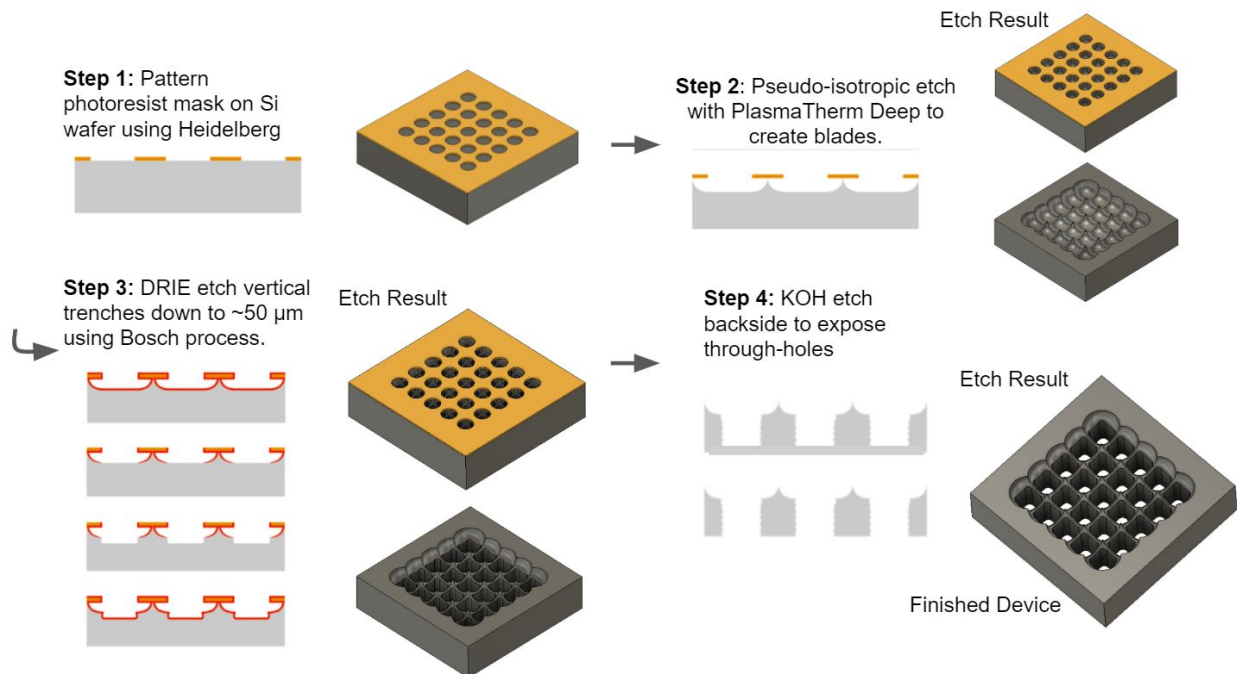 Step 1: Pattern
photoresist mask on Si
wafer using Heidelberg
Etch Result
Step 2: Pseudo-isotropic etch
with PlasmaTherm Deep to
create blades.
Step 3: DRIE etch vertical
trenches down to ~50 μm
using Bosch process.
Etch Result
Step 4: KOH etch
backside to expose
through-holes
Etch Result
Finished Device